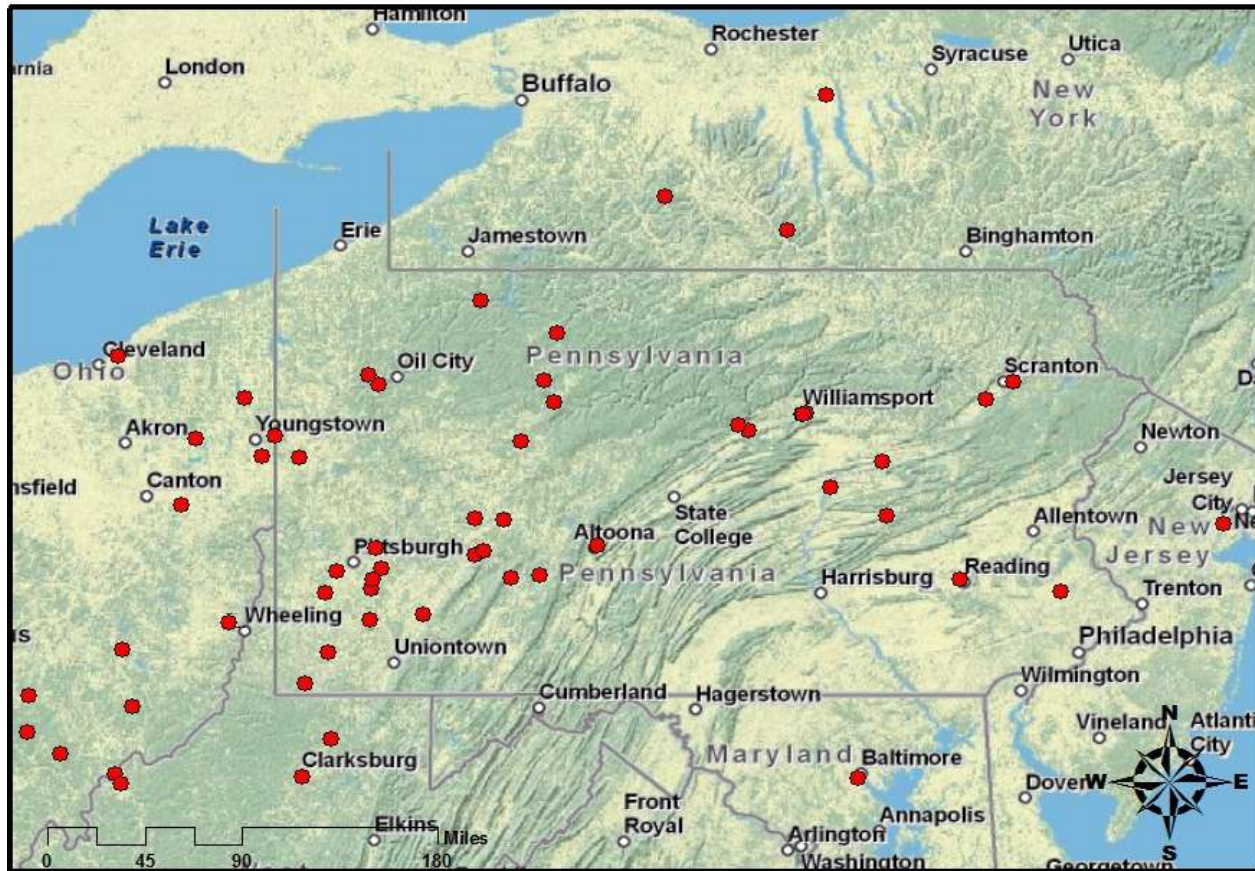 Hamilton
Rochester
Utica
Syracuse
London
Buffalo
New
York
Lake
Erie
Erie
Jamestown
Binghamton
Cleveland
Ohio
Oil City
Pennsylvania
Scranton
Williamsport
Akron
Youngstown
Newton
Canton
nsfield
Jersey
City
State
College
Allentown
New
Jersey
Altoona
Pittsburgh
Pennsylvania
Reading
Harrisburg
Trenton
Wheeling
Philadelphia
Uniontown
Wilmington
Cumberland
Hagerstown
Vineland
Atlanti
City
N
W
E
S
Maryland
Baltimore
Clarksburg
Dover
Front
Royal
Annapolis
Elkins
Arlington
Washington
Georgetown
Miles
0
45
90
180